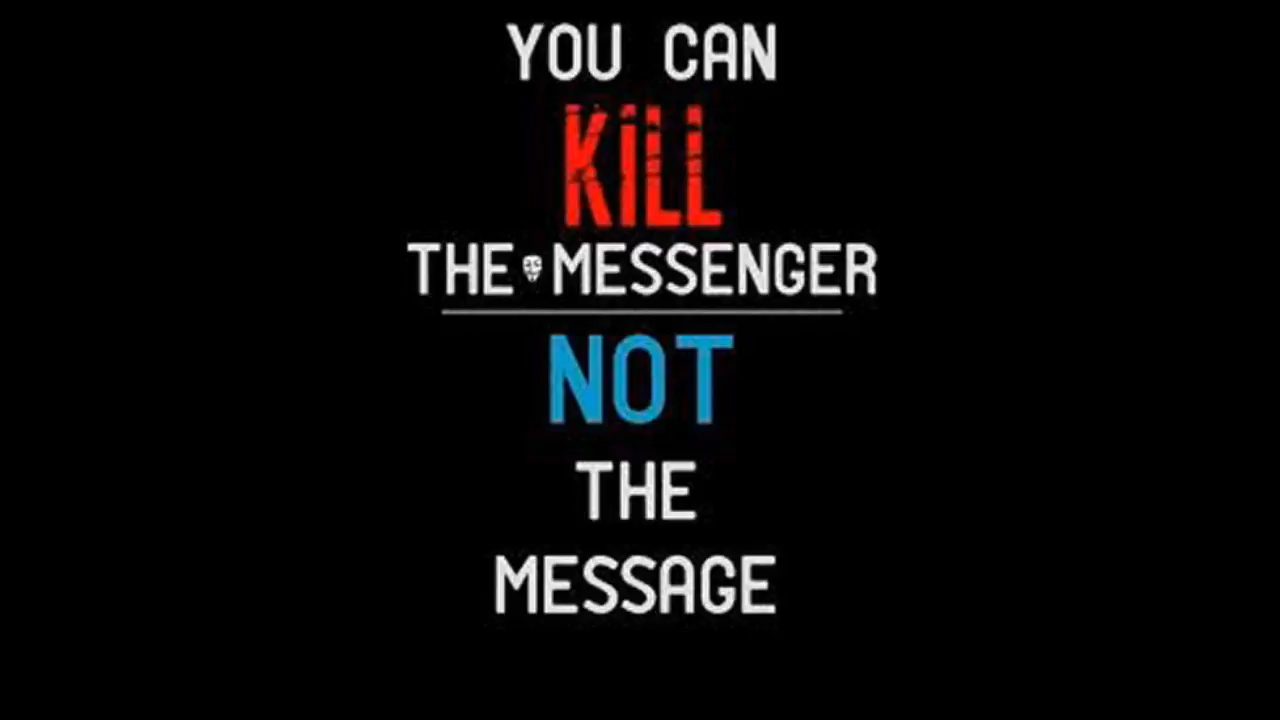 YOU CAN
KILL
THE MESSENGER
NOT
THE
MESSAGE